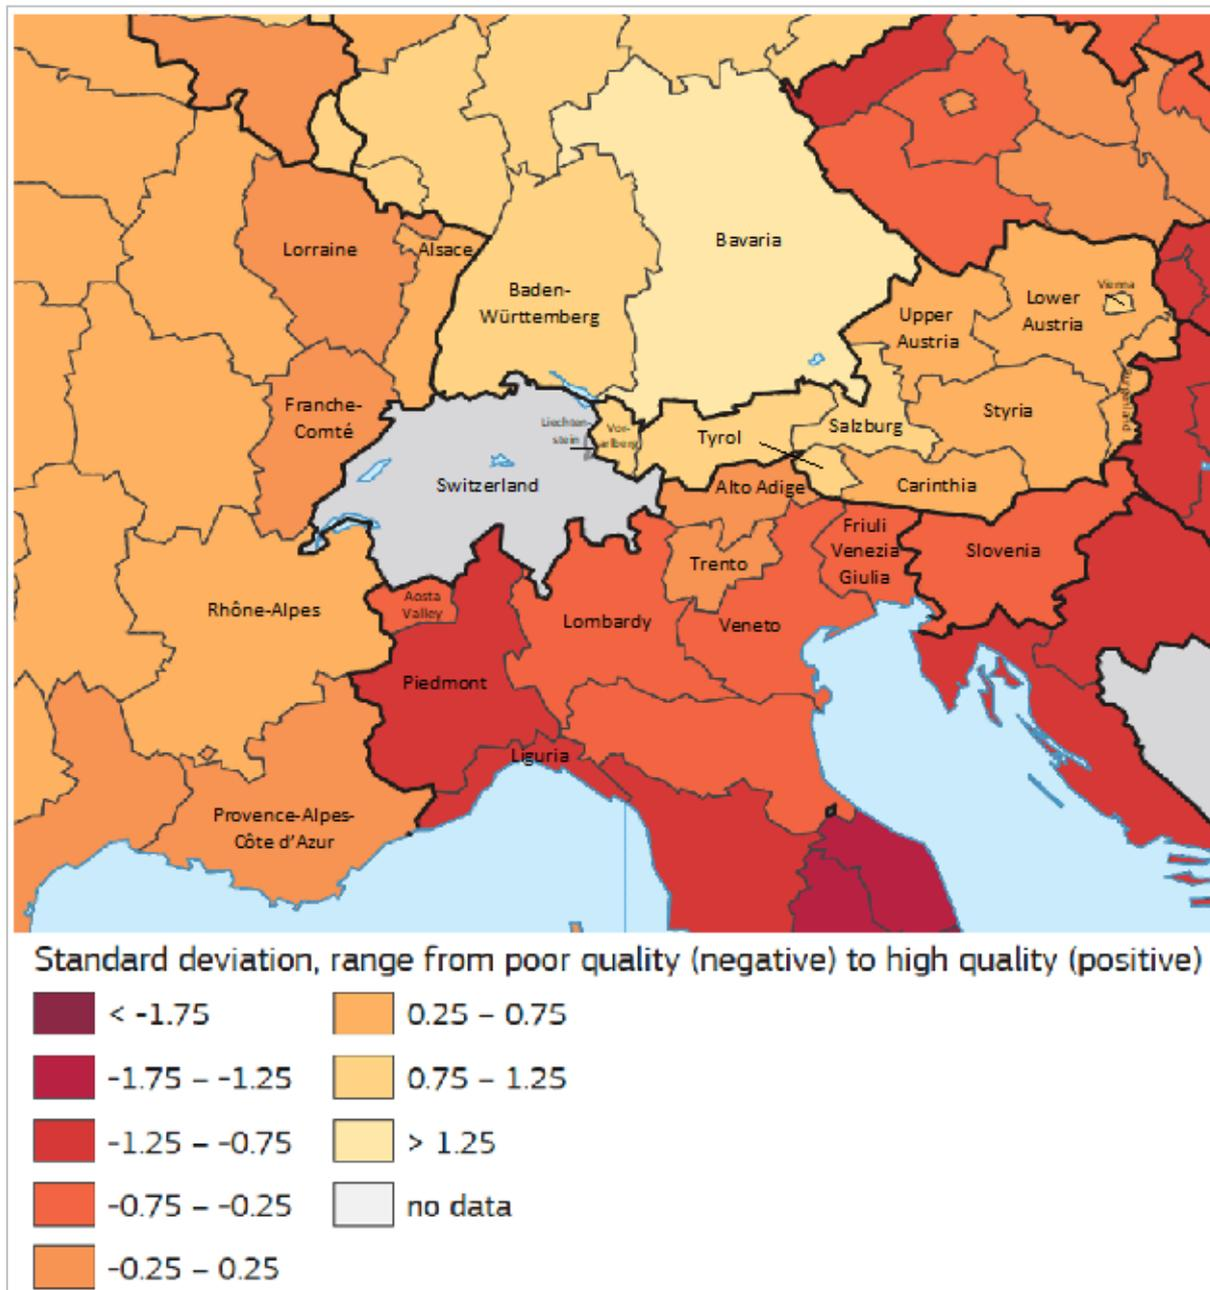 Lorraine
Alsace
Bavaria
Baden-
Württemberg
Vienna
Lower
Austria
Upper
Austria
Franche-
Comté
Burgenland
Styria
Liechten-
stein
Vor-
arlberg
Tyrol
Salzburg
Switzerland
Alto Adige
Carinthia
Friuli
Venezia
Giulia
Slovenia
Trento
Aosta
Valley
Rhône-Alpes
Lombardy
Veneto
Piedmont
Liguria
Provence-Alpes-
Côte d'Azur
Standard deviation, range from poor quality (negative) to high quality (positive)
< -1.75
-1.75 – -1.25
-1.25 – -0.75
-0.75 – -0.25
-0.25 – 0.25
0.25 – 0.75
0.75 – 1.25
> 1.25
no data